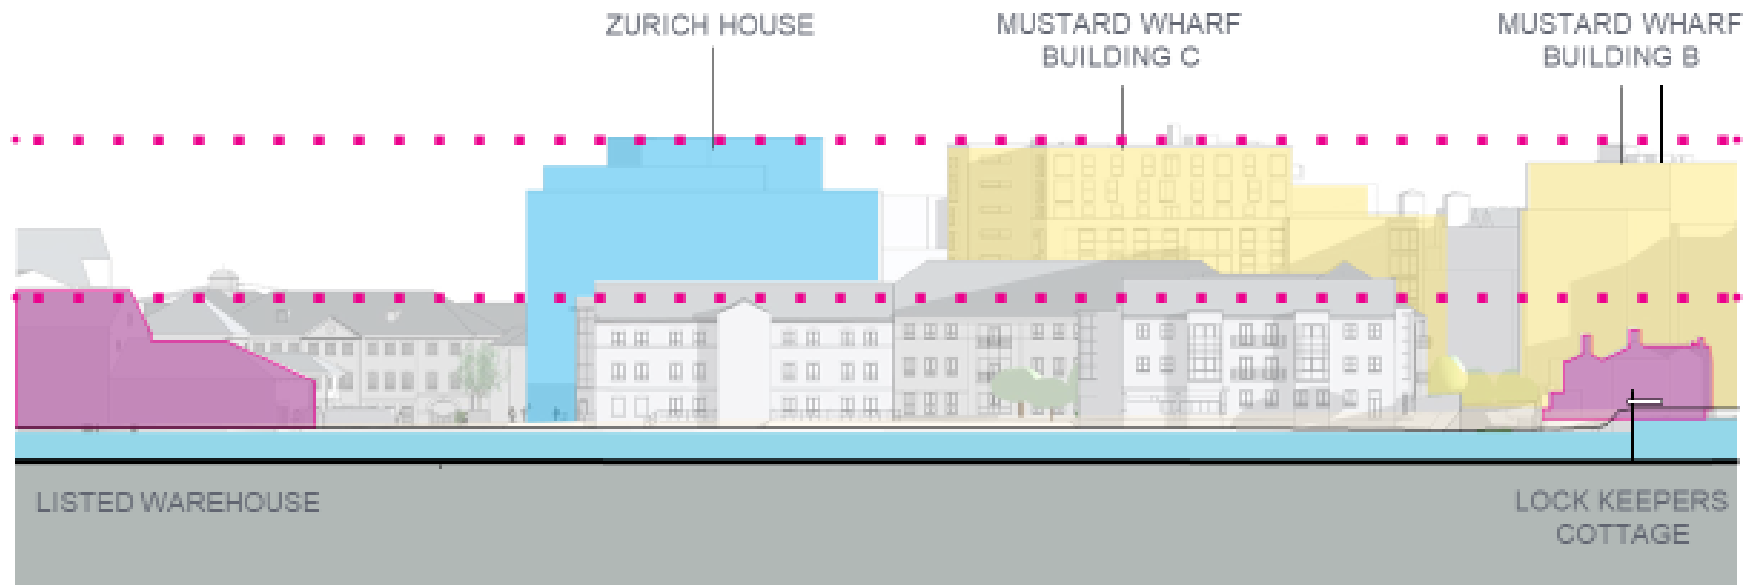 ZURICH HOUSE
MUSTARD WHARF
BUILDING C
MUSTARD WHARF
BUILDING B
LISTED WAREHOUSE
LOCK KEEPERS
COTTAGE